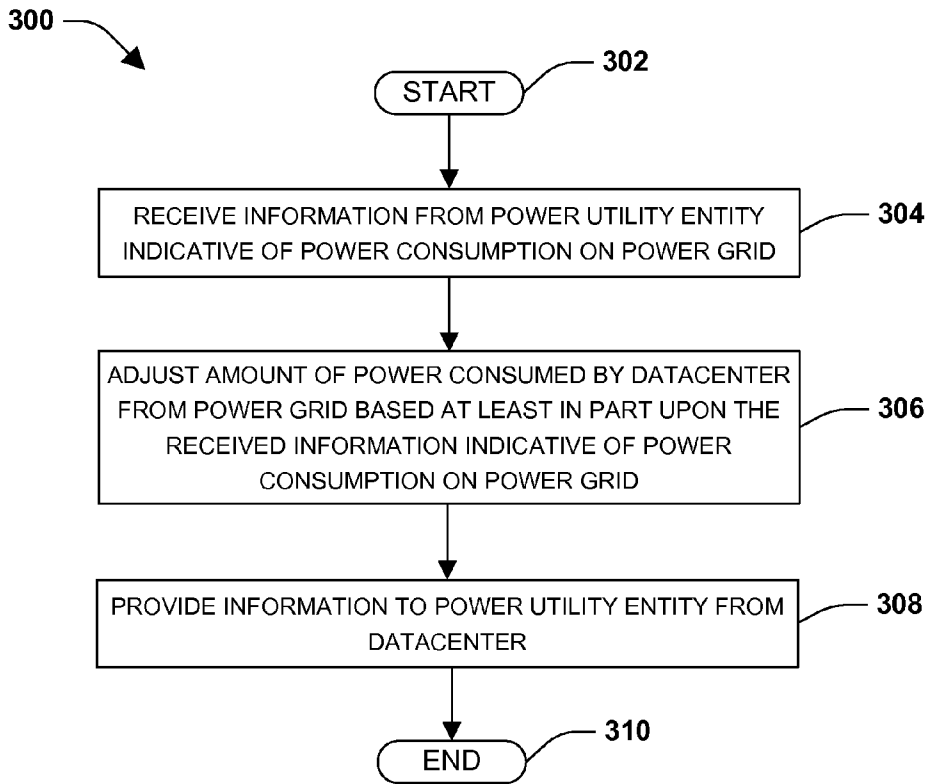 300
302
START
RECEIVE INFORMATION FROM POWER UTILITY ENTITY
INDICATIVE OF POWER CONSUMPTION ON POWER GRID
304
ADJUST AMOUNT OF POWER CONSUMED BY DATACENTER
FROM POWER GRID BASED AT LEAST IN PART UPON THE
RECEIVED INFORMATION INDICATIVE OF POWER
CONSUMPTION ON POWER GRID
306
PROVIDE INFORMATION TO POWER UTILITY ENTITY FROM
DATACENTER
308
310
END